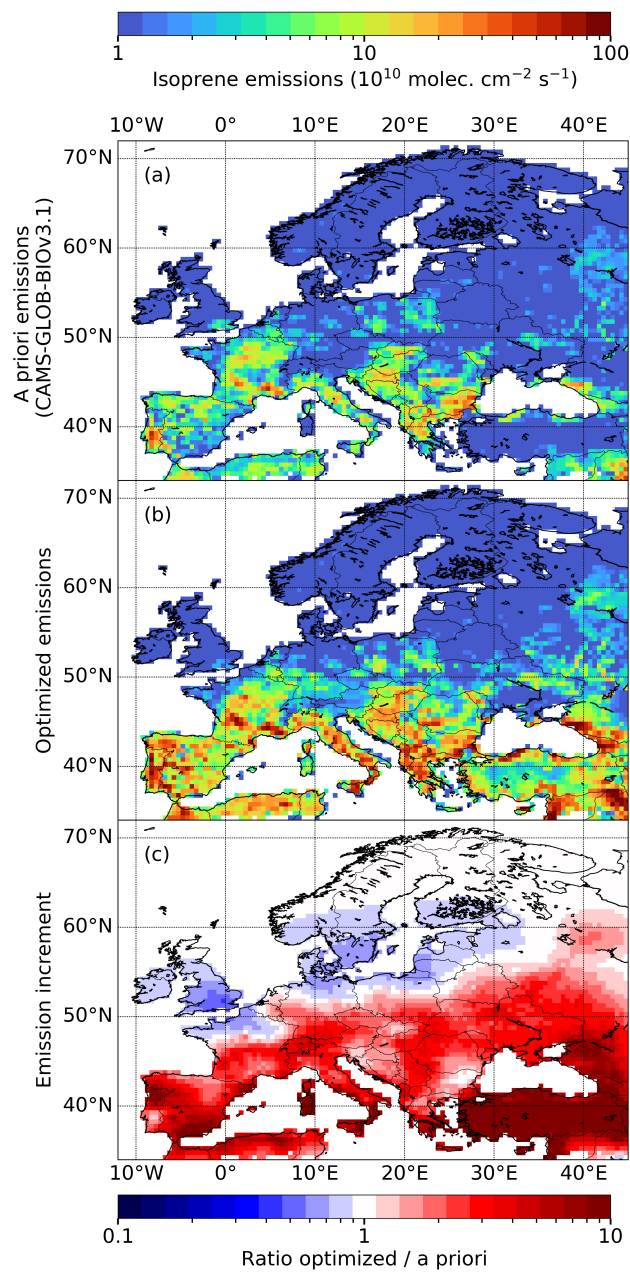 1 10 100
Isoprene emissions (10¹⁰ molec. cm⁻² s⁻¹)
10°W 0° 10°E 20°E 30°E 40°E
(a)
70°N
60°N
50°N
40°N
A priori emissions
(CAMS-GLOB-BIOv3.1)
(b)
70°N
60°N
50°N
40°N
Optimized emissions
(c)
70°N
60°N
50°N
40°N
Emission increment
10°W 0° 10°E 20°E 30°E 40°E
0.1 1 10
Ratio optimized / a priori